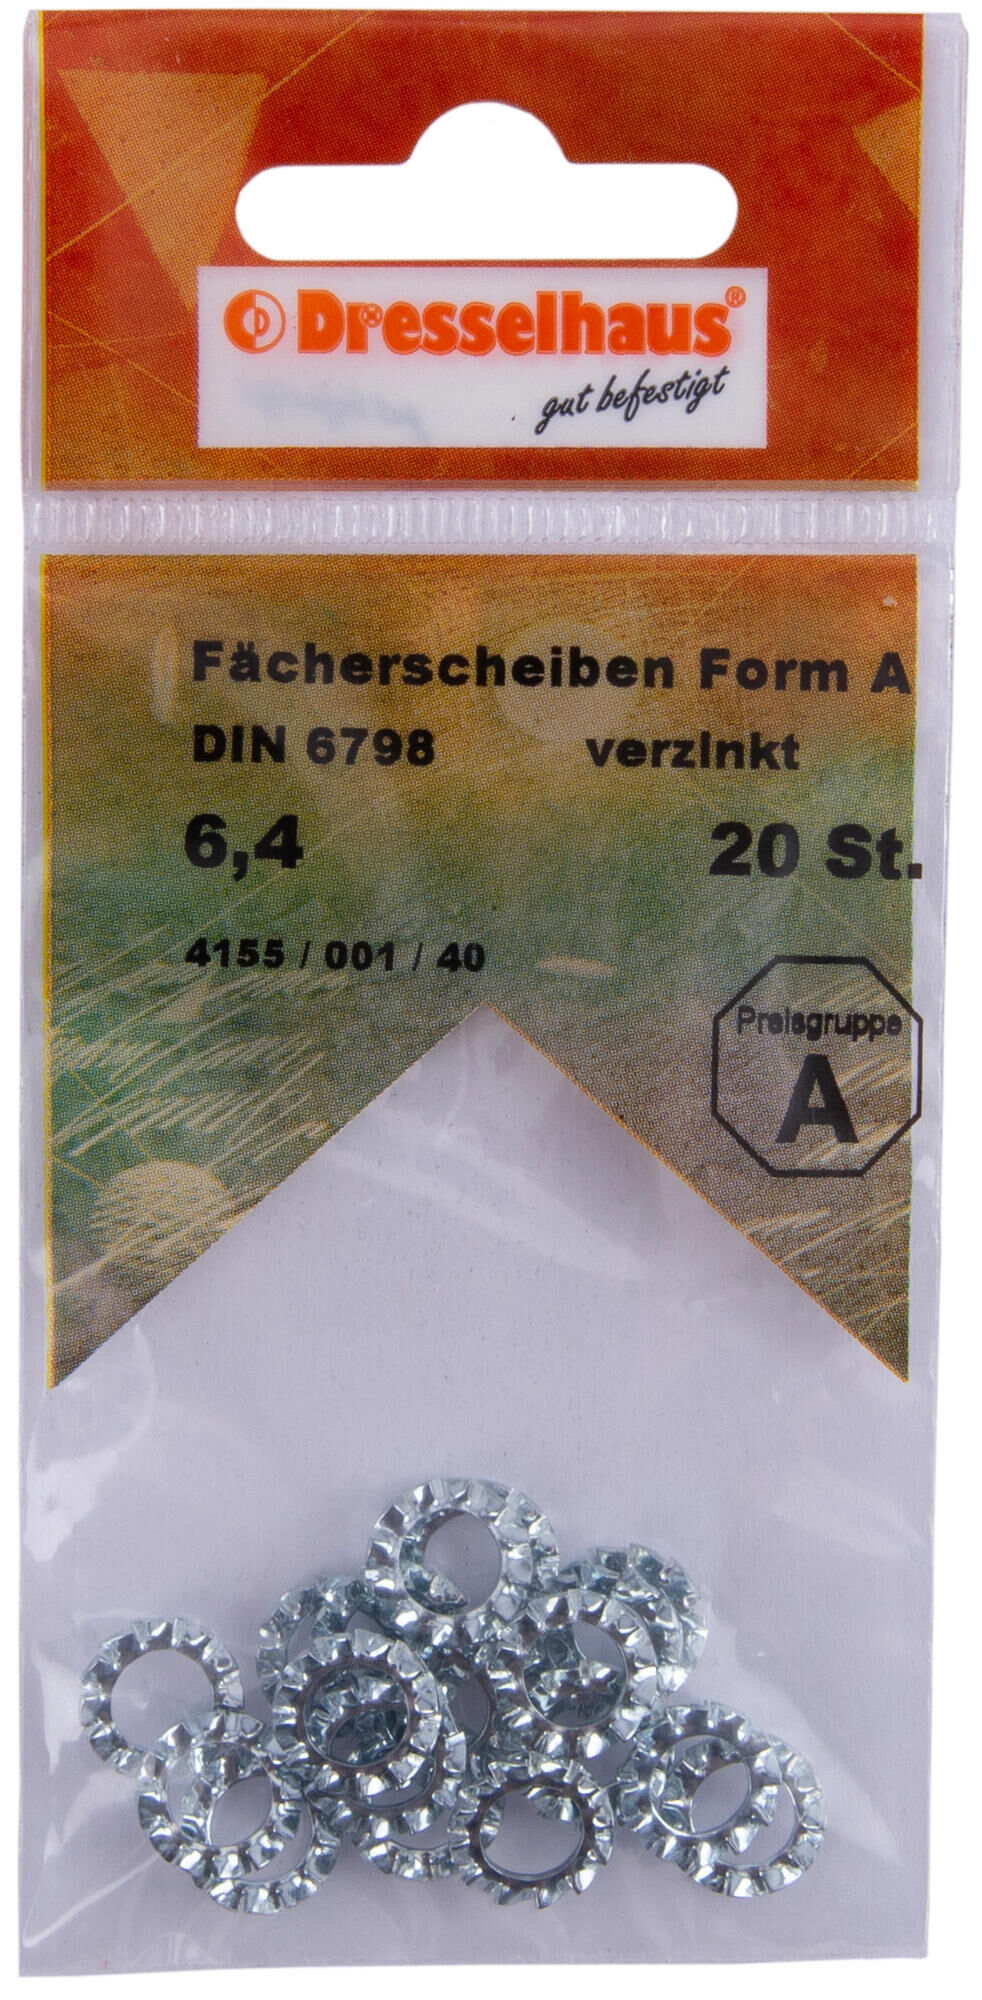 Dresselhaus®
gut befestigt
Fächerscheiben Form A
DIN 6798 verzinkt
6,4 20 St.
4155 / 001 / 40
Preisgruppe
A